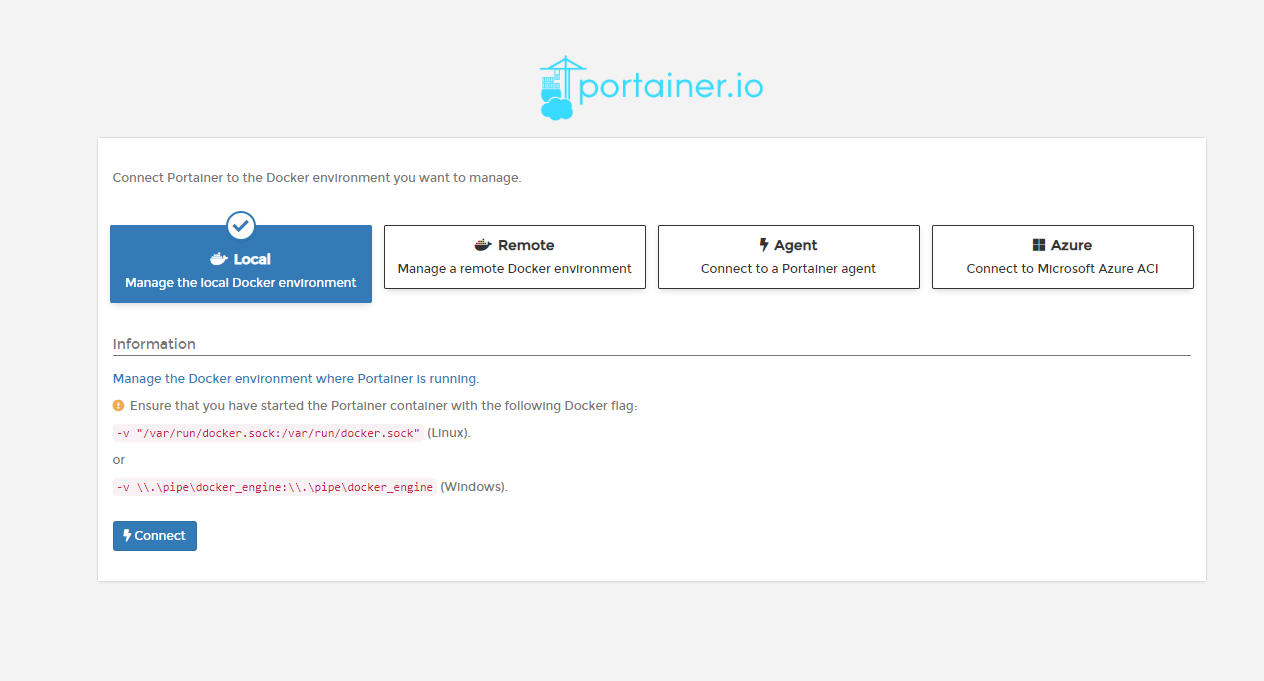 portainer.io
Connect Portainer to the Docker environment you want to manage.
Local
Manage the local Docker environment
Remote
Manage a remote Docker environment
Agent
Connect to a Portainer agent
Azure
Connect to Microsoft Azure ACI
Information
Manage the Docker environment where Portainer is running.
Ensure that you have started the Portainer container with the following Docker flag:
-v "/var/run/docker.sock:/var/run/docker.sock" (Linux).
or
-v \\.\pipe\docker_engine:\\.\pipe\docker_engine (Windows).
Connect